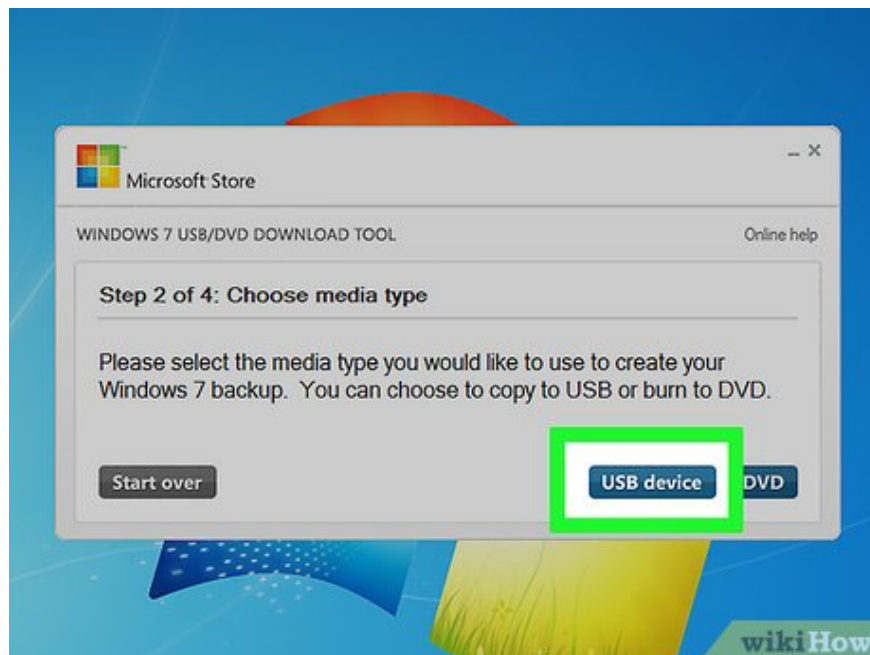 Microsoft Store
WINDOWS 7 USB/DVD DOWNLOAD TOOL
Online help
Step 2 of 4: Choose media type
Please select the media type you would like to use to create your
Windows 7 backup.  You can choose to copy to USB or burn to DVD.
Start over
USB device
DVD
wikiHow